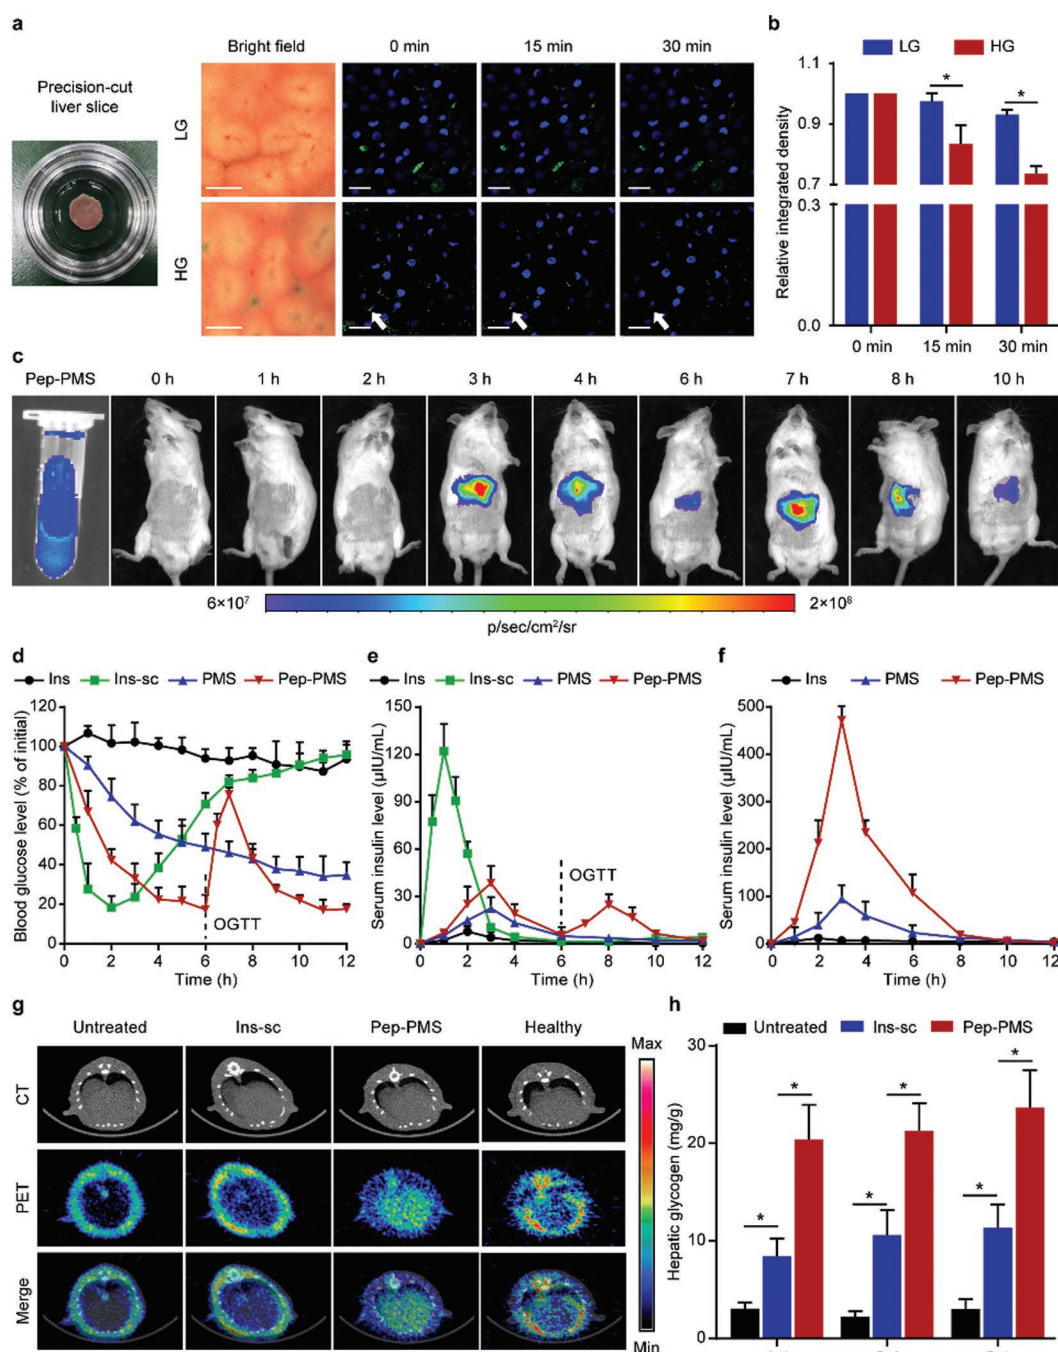 a
Bright field 0 min 15 min 30 min
Precision-cut
liver slice
LG
HG
b
LG HG
Relative integrated density
1.1
0.9
0.7
0.3
0.0
*
*
0 min 15 min 30 min
c
Pep-PMS 0 h 1 h 2 h 3 h 4 h 6 h 7 h 8 h 10 h
6×10⁷ 2×10⁸
p/sec/cm²/sr
d
Ins Ins-sc PMS Pep-PMS
Blood glucose level (% of initial)
120
100
80
60
40
20
0
OGTT
0 2 4 6 8 10 12
Time (h)
e
Ins Ins-sc PMS Pep-PMS
Serum insulin level (µIU/mL)
150
120
90
60
30
0
OGTT
0 2 4 6 8 10 12
Time (h)
f
Ins PMS Pep-PMS
Serum insulin level (µIU/mL)
500
400
300
200
100
0
0 2 4 6 8 10 12
Time (h)
g
Untreated Ins-sc Pep-PMS Healthy
CT
PET
Merge
Max
Min
h
Untreated Ins-sc Pep-PMS
Hepatic glycogen (mg/g)
30
20
10
0
* *
* *
* *